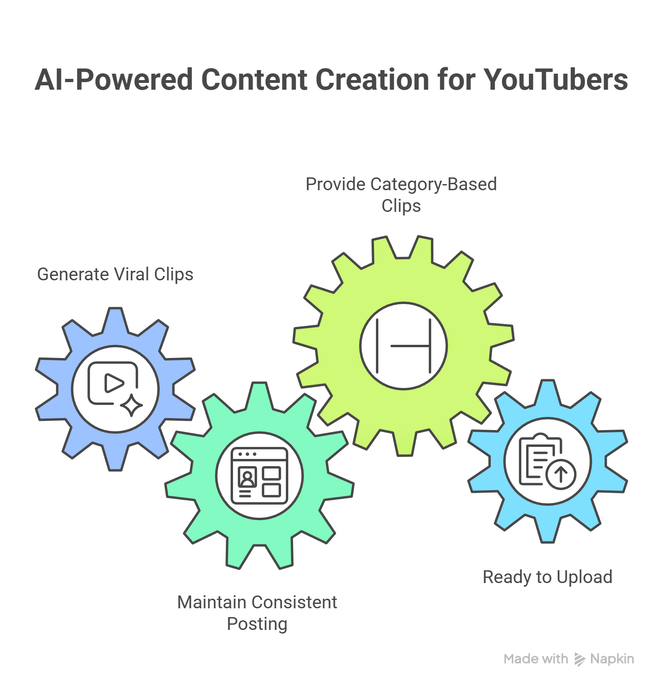 AI-Powered Content Creation for YouTubers
Provide Category-Based
Clips
Generate Viral Clips
Maintain Consistent
Posting
Ready to Upload
Made with Napkin